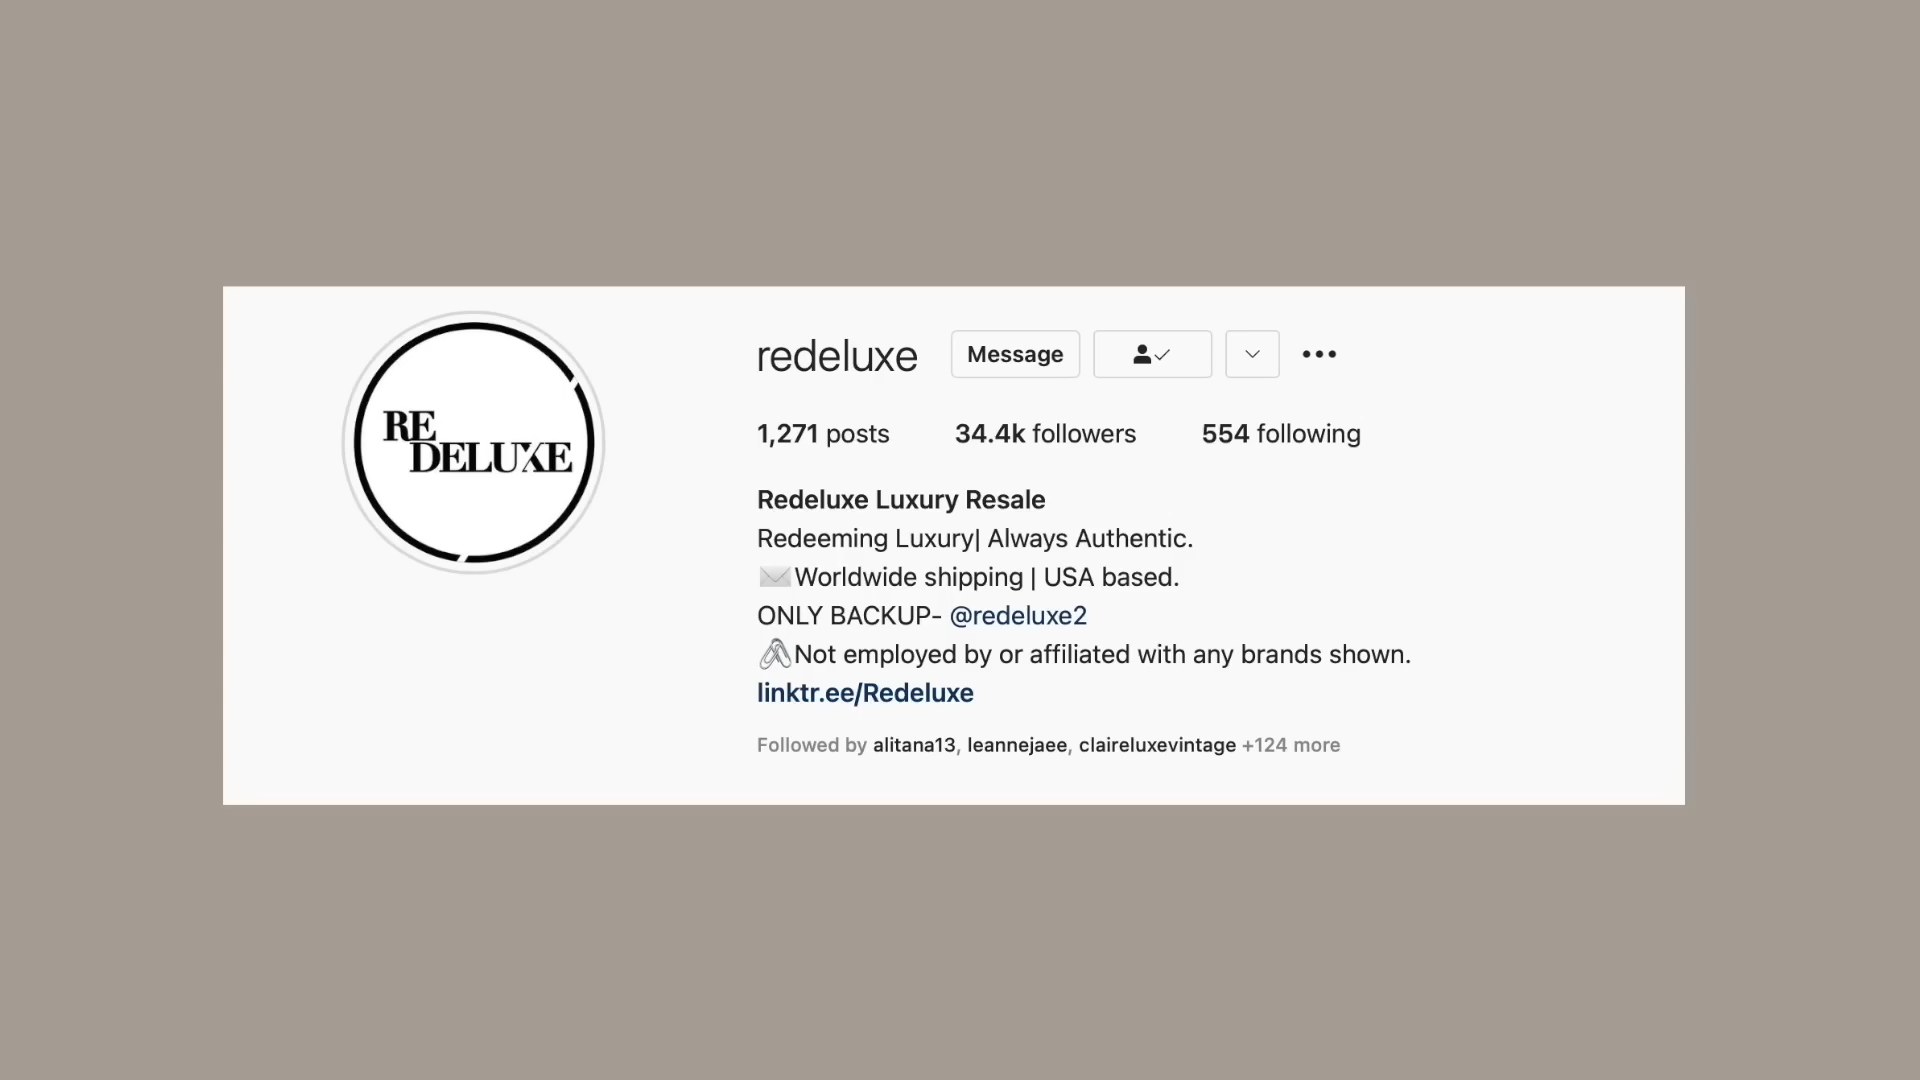 RE
DELUXE
redeluxe Message
1,271 posts 34.4k followers 554 following
Redeluxe Luxury Resale
Redeeming Luxury| Always Authentic.
✉️Worldwide shipping | USA based.
ONLY BACKUP- @redeluxe2
🖇️Not employed by or affiliated with any brands shown.
linktr.ee/Redeluxe
Followed by alitana13, leannejaee, claireluxevintage +124 more